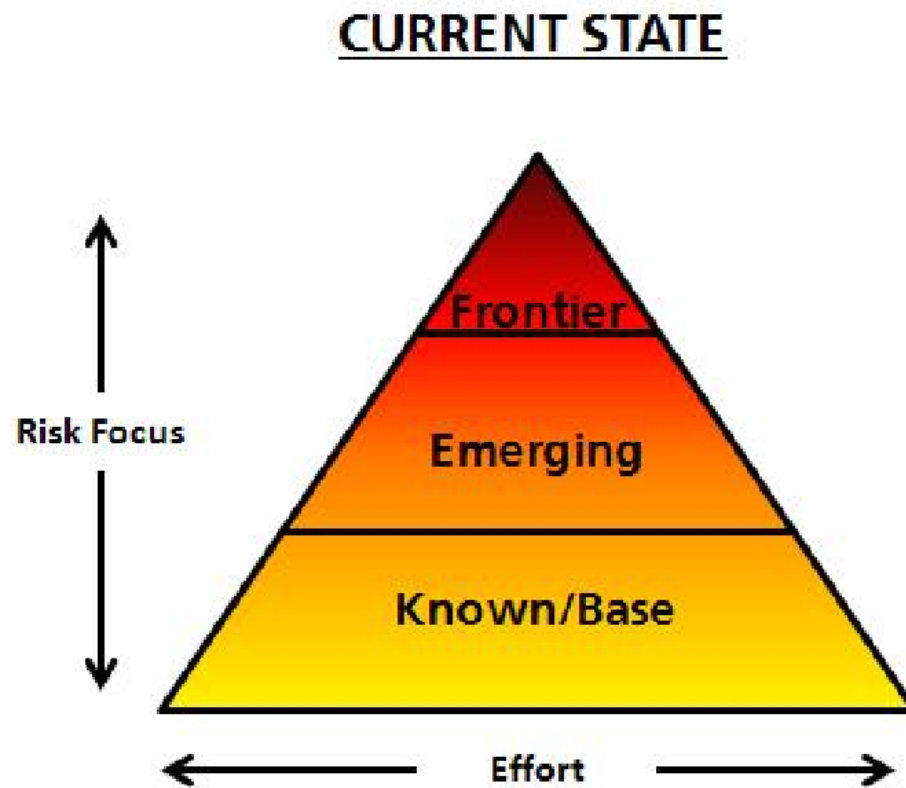 CURRENT STATE
Frontier
Risk Focus
Emerging
Known/Base
Effort